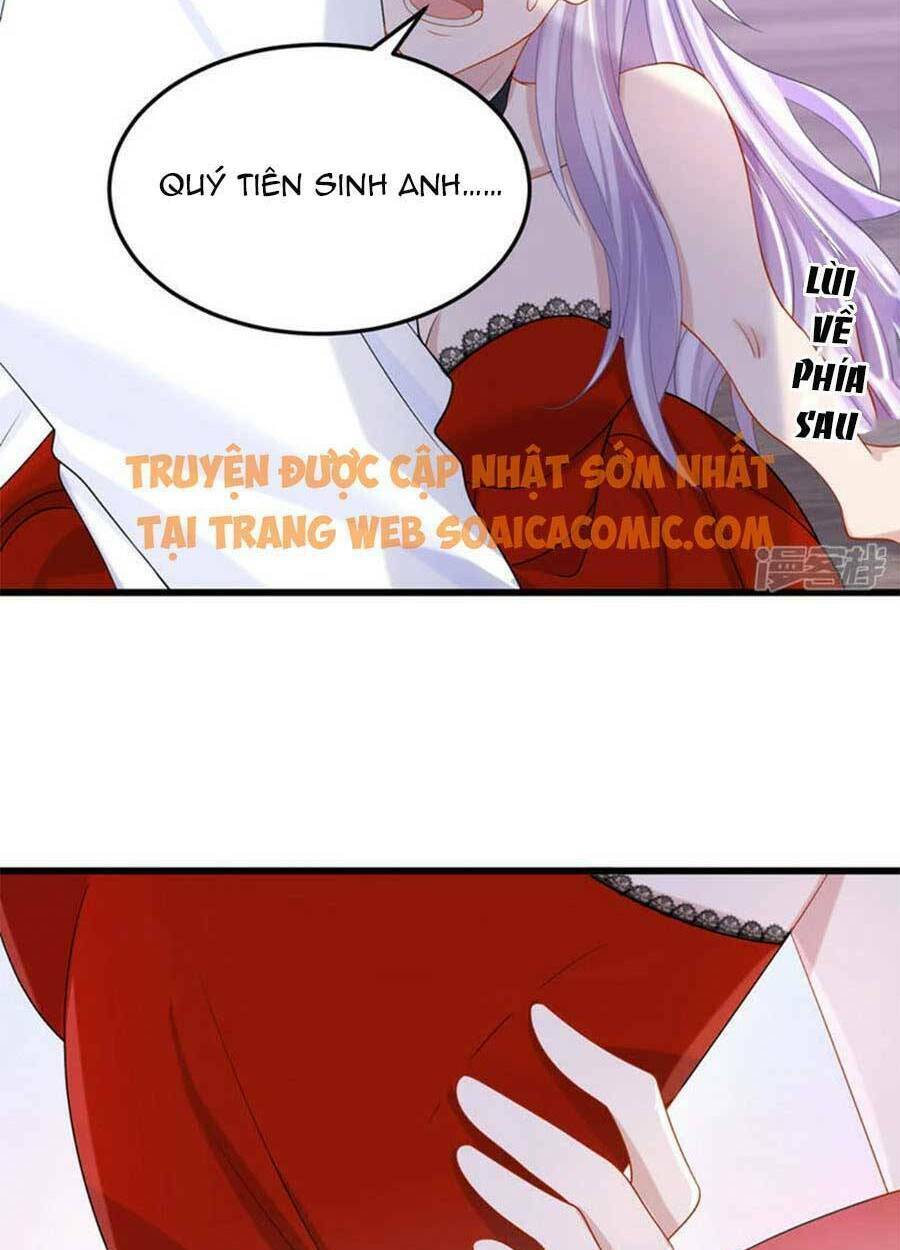 QUÝ TIÊN SINH ANH......
LÙI
VỀ
PHÍA
SAU
TRUYỆN ĐƯỢC CẬP NHẬT SỚM NHẤT
TẠI TRANG WEB SOAICACOMIC.COM
漫客栈